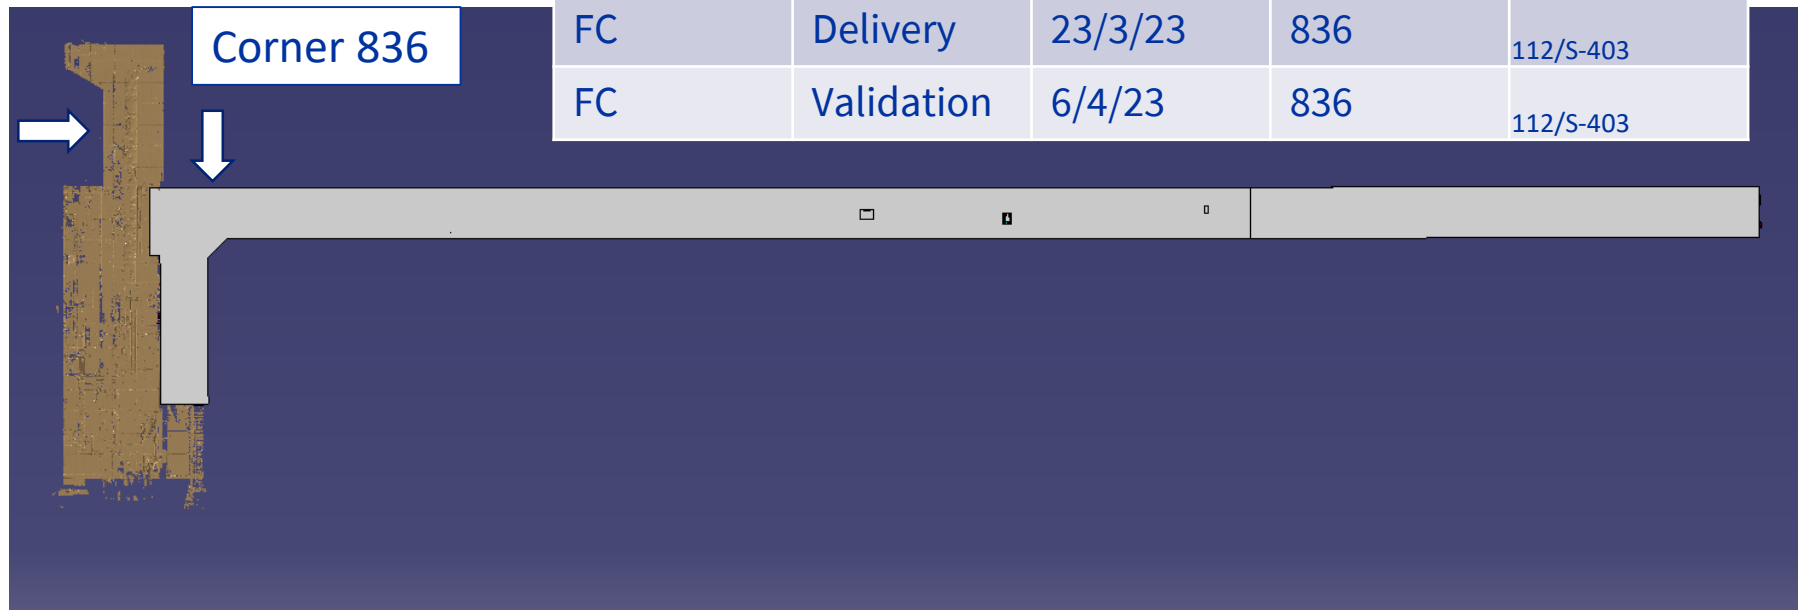 Corner 836
FC Delivery 23/3/23 836 112/S-403
FC Validation 6/4/23 836 112/S-403